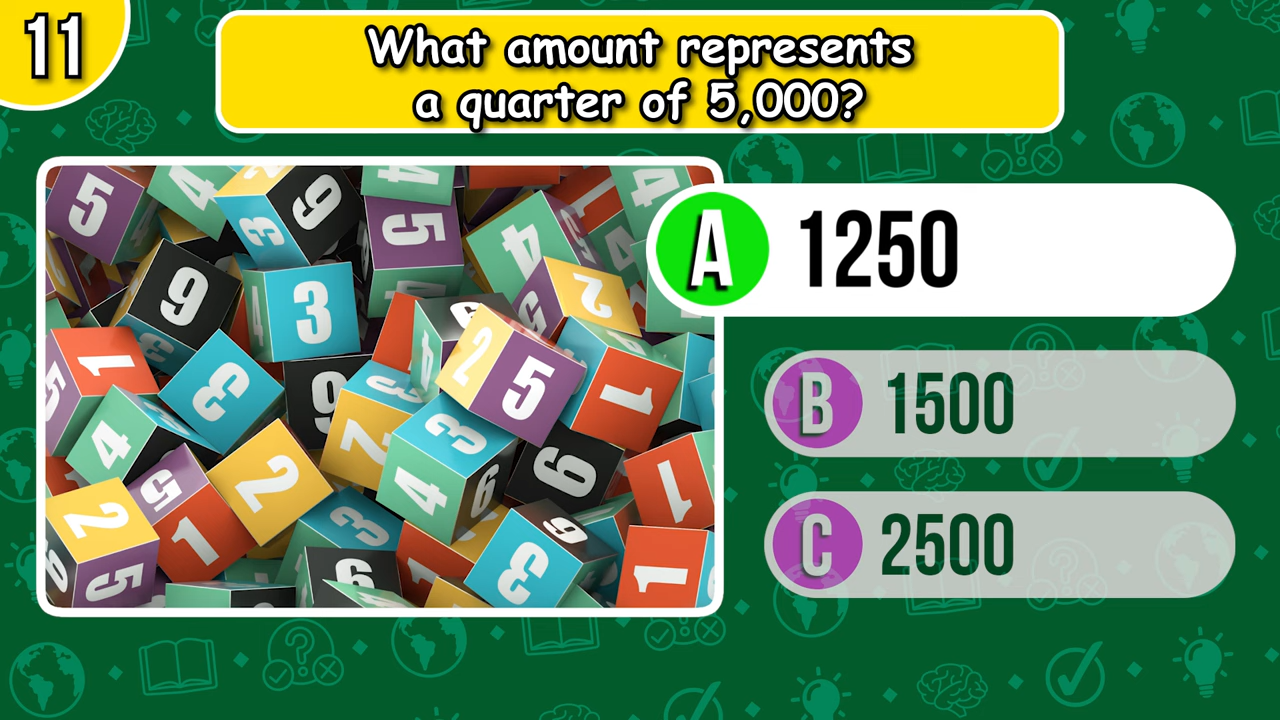 11
What amount represents
a quarter of 5,000?
A 1250
B 1500
C 2500